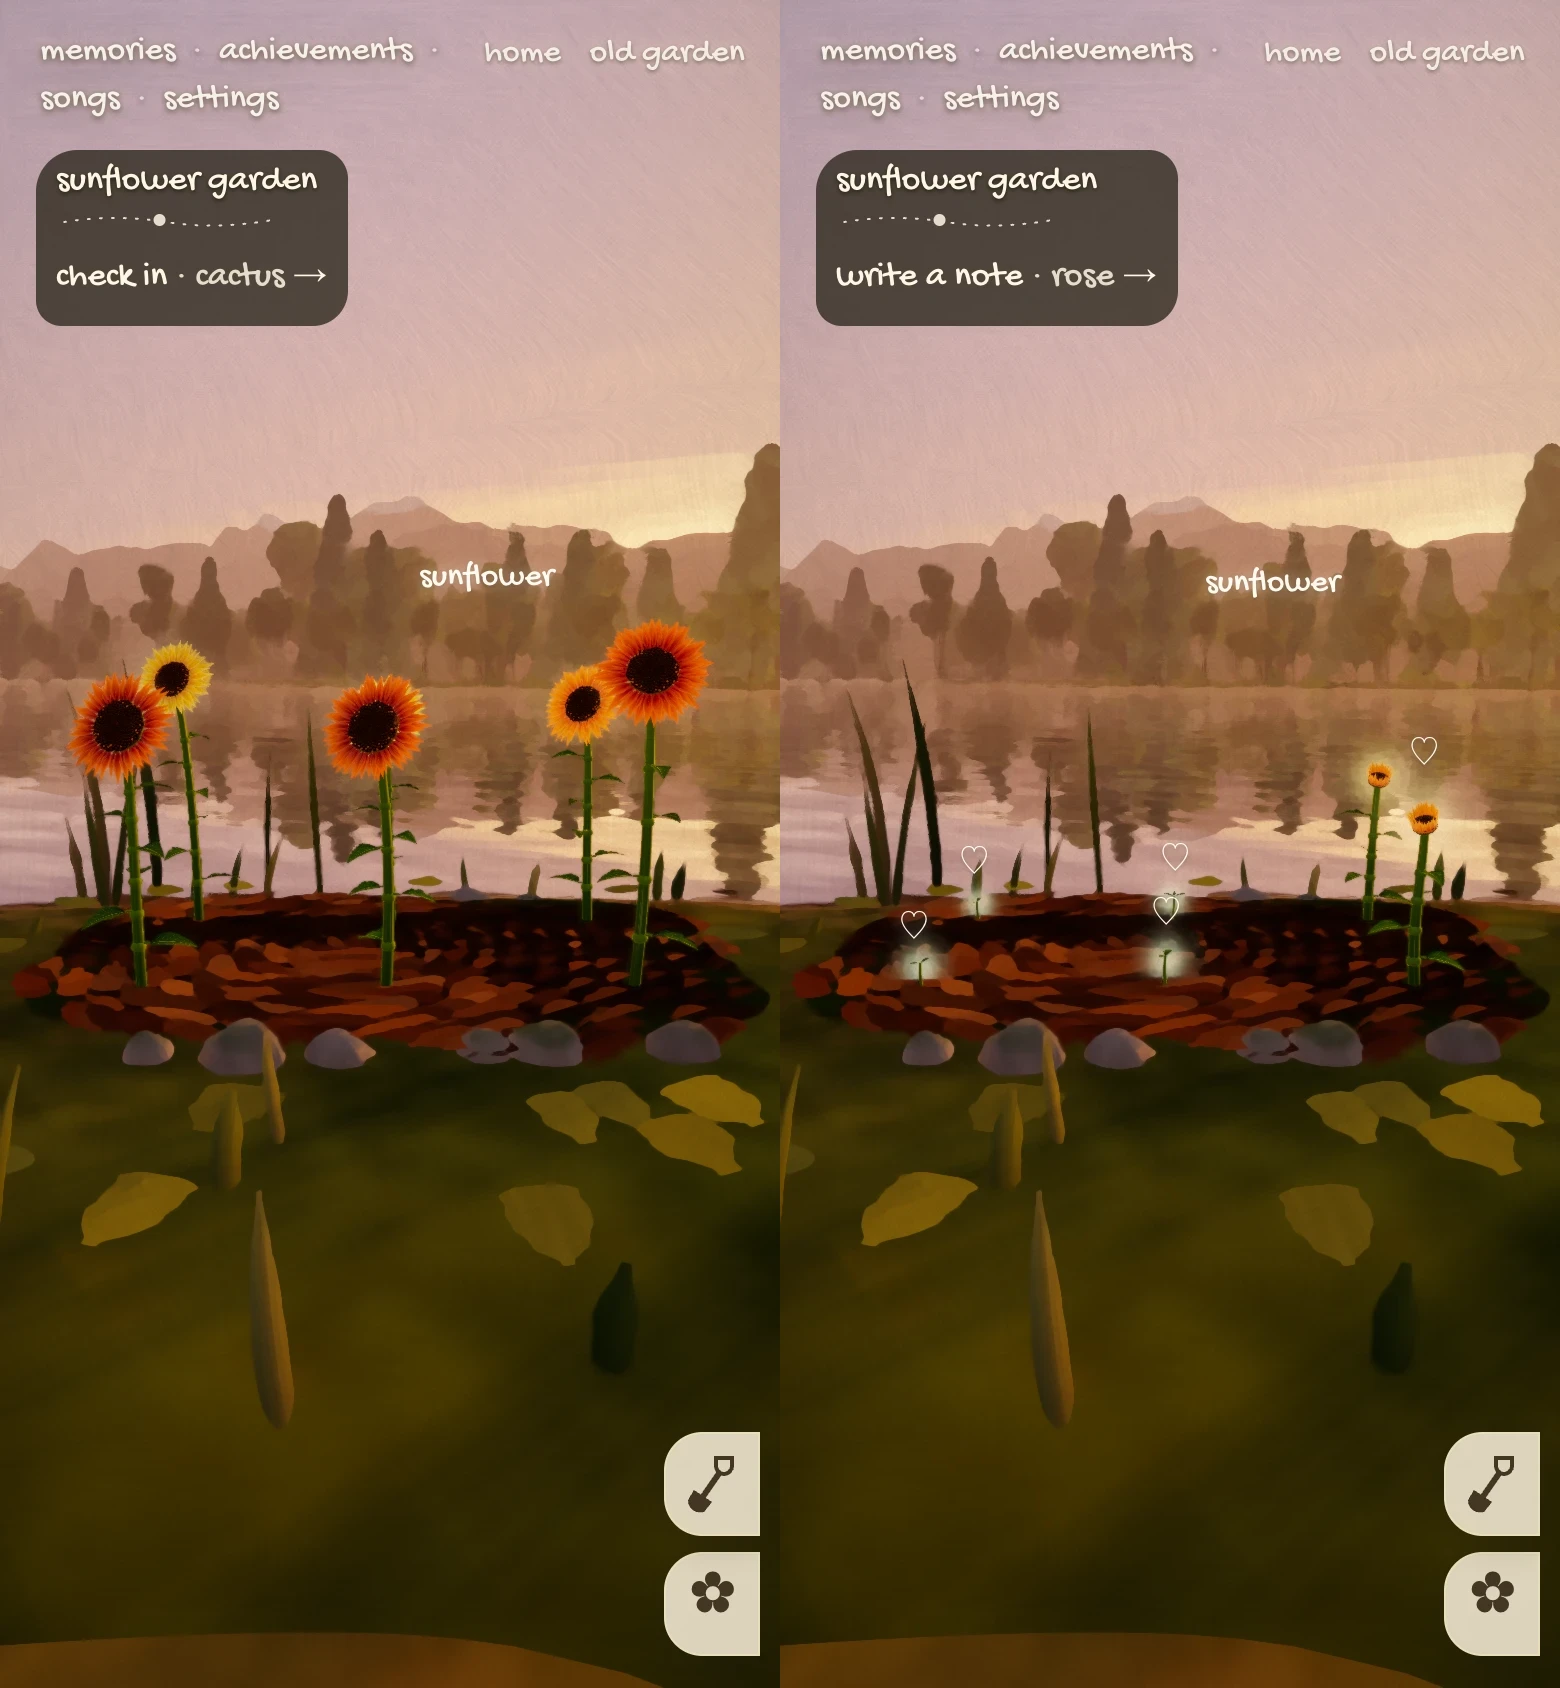 memories · achievements ·
songs · settings
home old garden
sunflower garden
check in · cactus →
sunflower
memories · achievements ·
songs · settings
home old garden
sunflower garden
write a note · rose →
sunflower